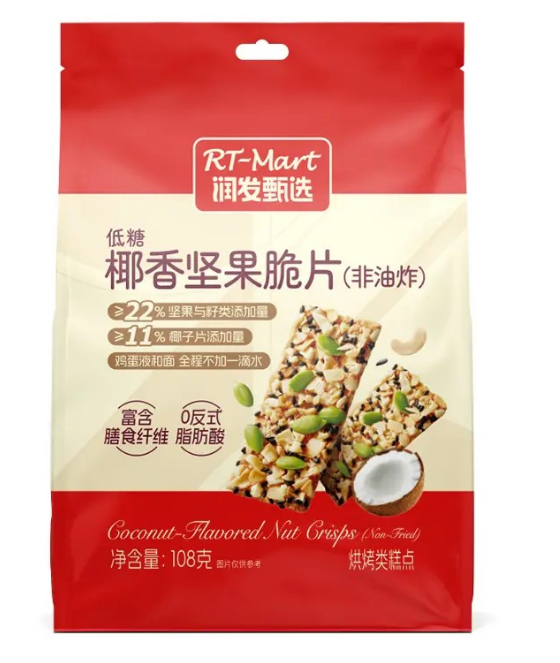 RT-Mart
润发甄选
低糖
椰香坚果脆片(非油炸)
≥22%坚果与籽类添加量
≥11%椰子片添加量
鸡蛋液和面 全程不加一滴水
富含
膳食纤维
0反式
脂肪酸
Coconut-Flavored Nut Crisps (Non-Fried)
净含量:108克 图片仅供参考
烘烤类糕点